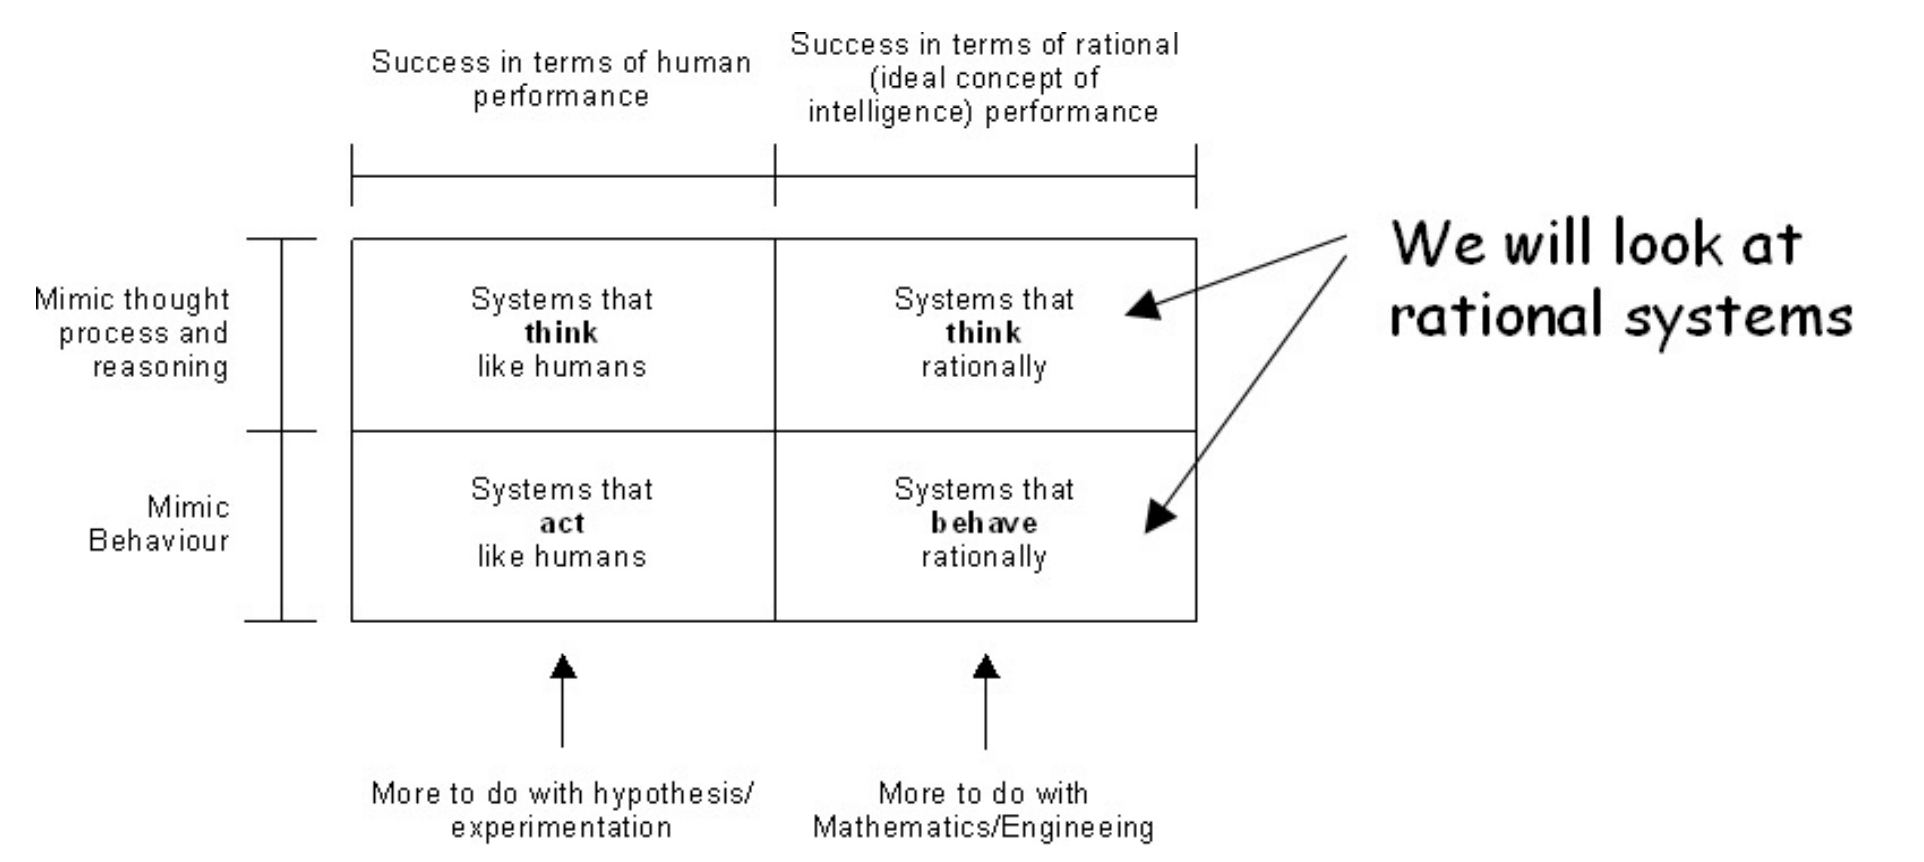 Success in terms of human
performance
Success in terms of rational
(ideal concept of
intelligence) performance
We will look at
rational systems
Mimic thought
process and
reasoning
Systems that
think
like humans
Systems that
think
rationally
Mimic
Behaviour
Systems that
act
like humans
Systems that
behave
rationally
More to do with hypothesis/
experimentation
More to do with
Mathematics/Engineeing